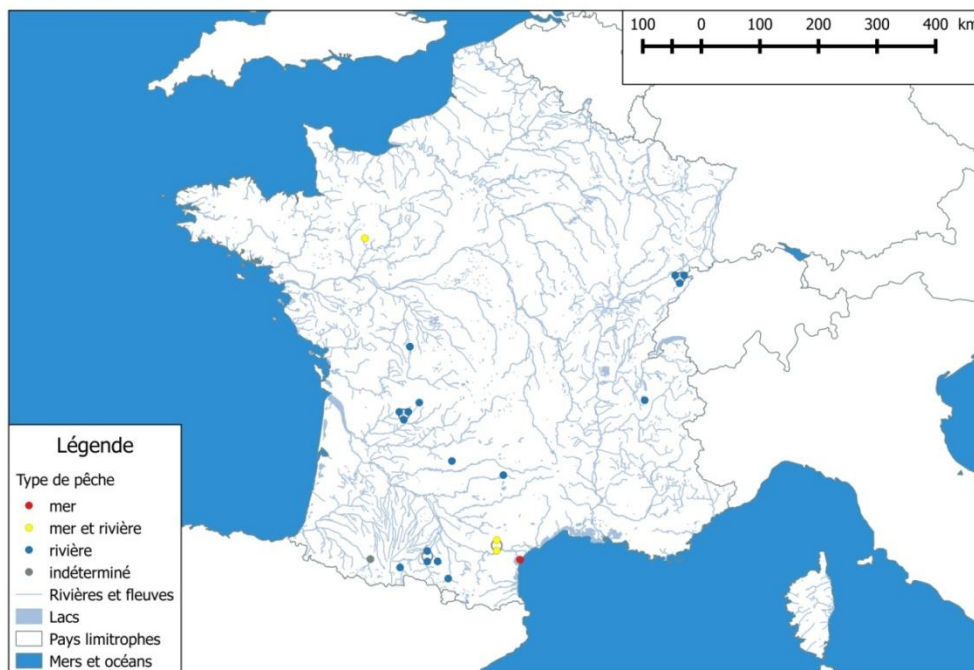 100 0 100 200 300 400 km
Légende
Type de pêche
mer
mer et rivière
rivière
indéterminé
Rivières et fleuves
Lacs
Pays limitrophes
Mers et océans